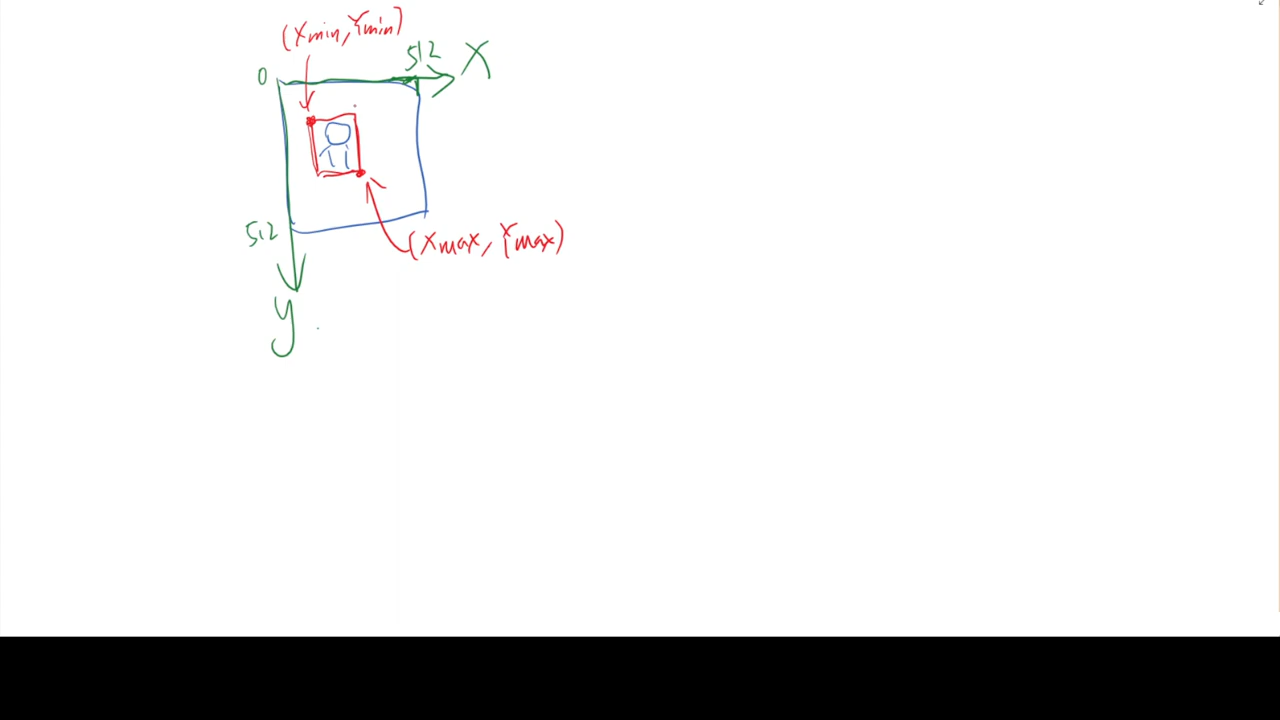 (Xmin, Ymin)
512
X
0
512
(Xmax, Ymax)
y